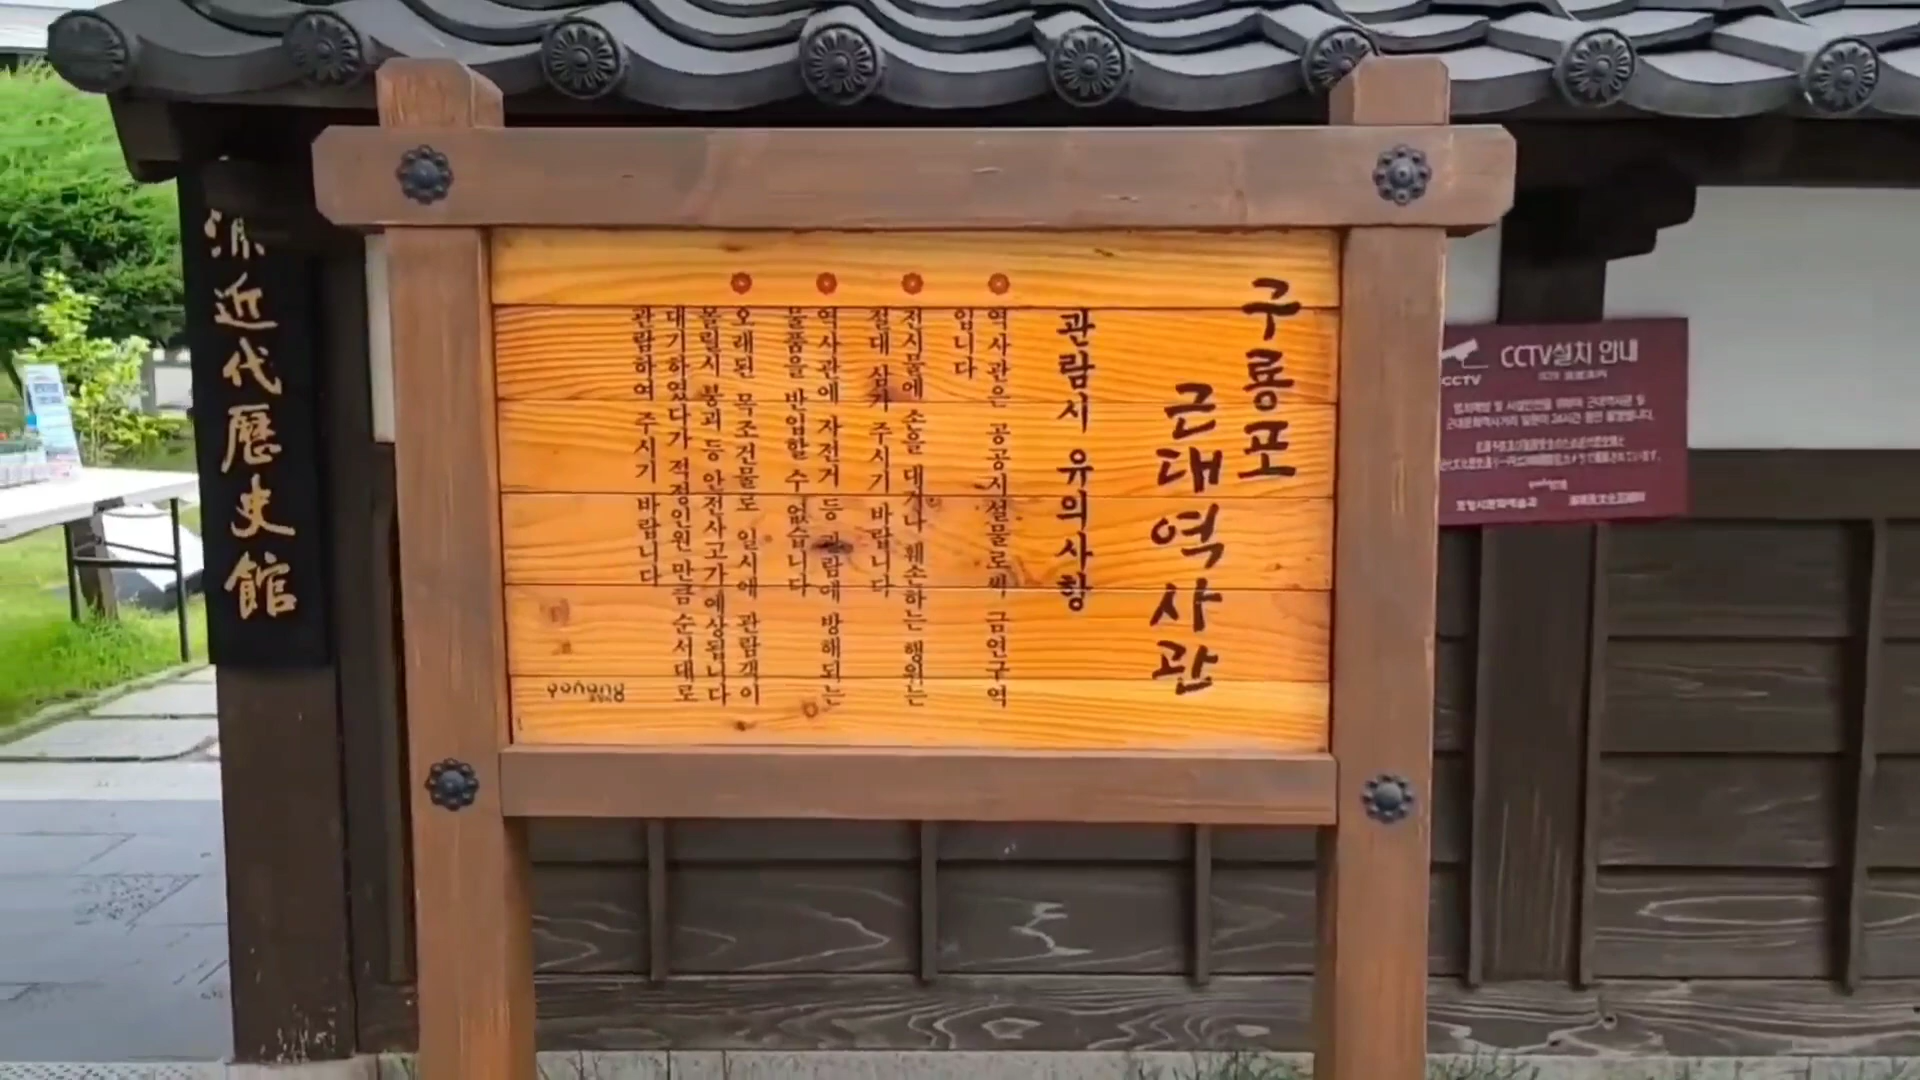 구룡포
근대역사관
관람시 유의사항
역사관은 공공시설물로써 금연구역
입니다
전시물에 손을 대거나 훼손하는 행위는
절대 삼가 주시기 바랍니다
역사관에 자전거 등 관람에 방해되는
물품을 반입할 수 없습니다
오래된 목조건물로 일시에 관람객이
몰릴시 붕괴 등 안전사고가 예상됩니다
대기하였다가 적정인원 만큼 순서대로
관람하여 주시기 바랍니다
近代歷史館
CCTV설치 안내
CCTV